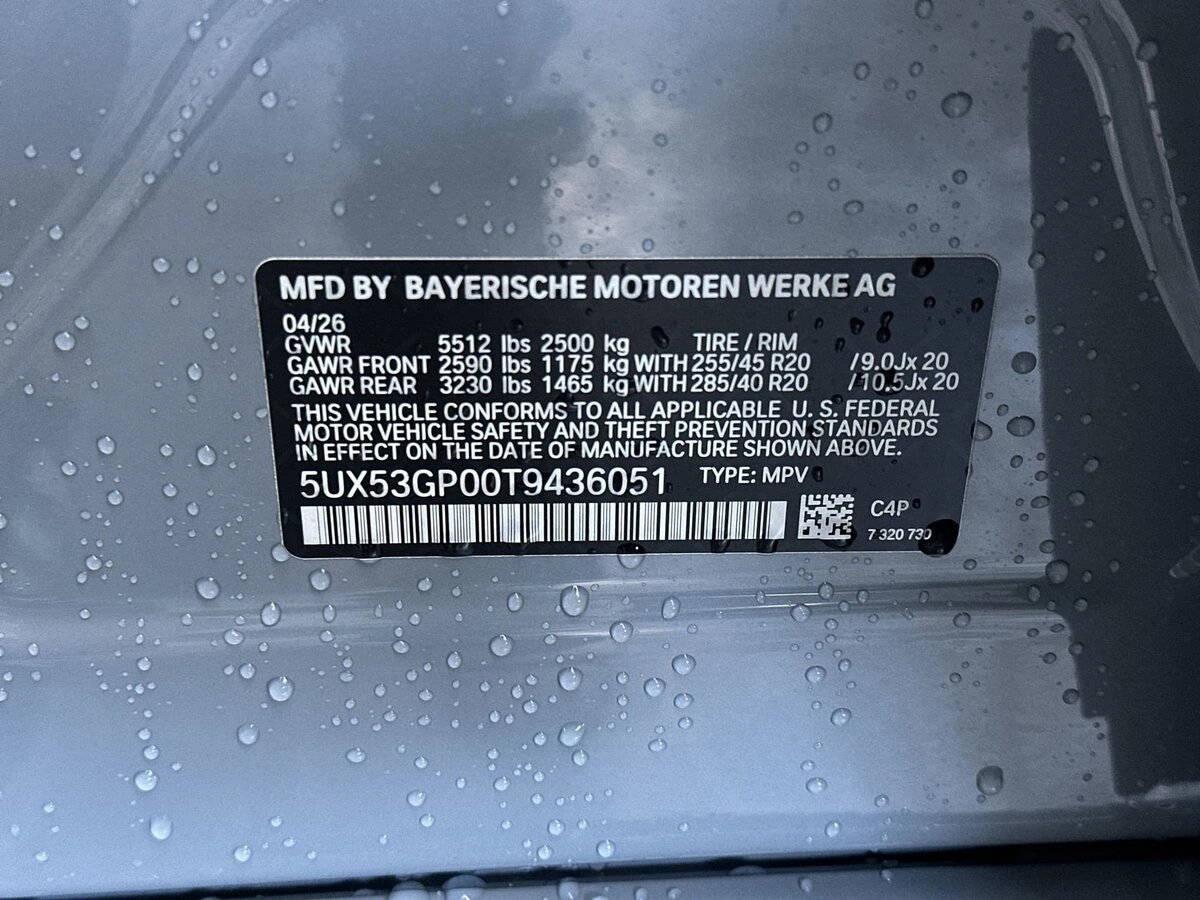 MFD BY BAYERISCHE MOTOREN WERKE AG
04/26
GVWR 5512 lbs 2500 kg TIRE / RIM
GAWR FRONT 2590 lbs 1175 kg WITH 255/45 R20 /9.0Jx 20
GAWR REAR 3230 lbs 1465 kg WITH 285/40 R20 /10.5Jx 20
THIS VEHICLE CONFORMS TO ALL APPLICABLE U. S. FEDERAL
MOTOR VEHICLE SAFETY AND THEFT PREVENTION STANDARDS
IN EFFECT ON THE DATE OF MANUFACTURE SHOWN ABOVE.
5UX53GP00T9436051 TYPE: MPV
C4P
7 320 730